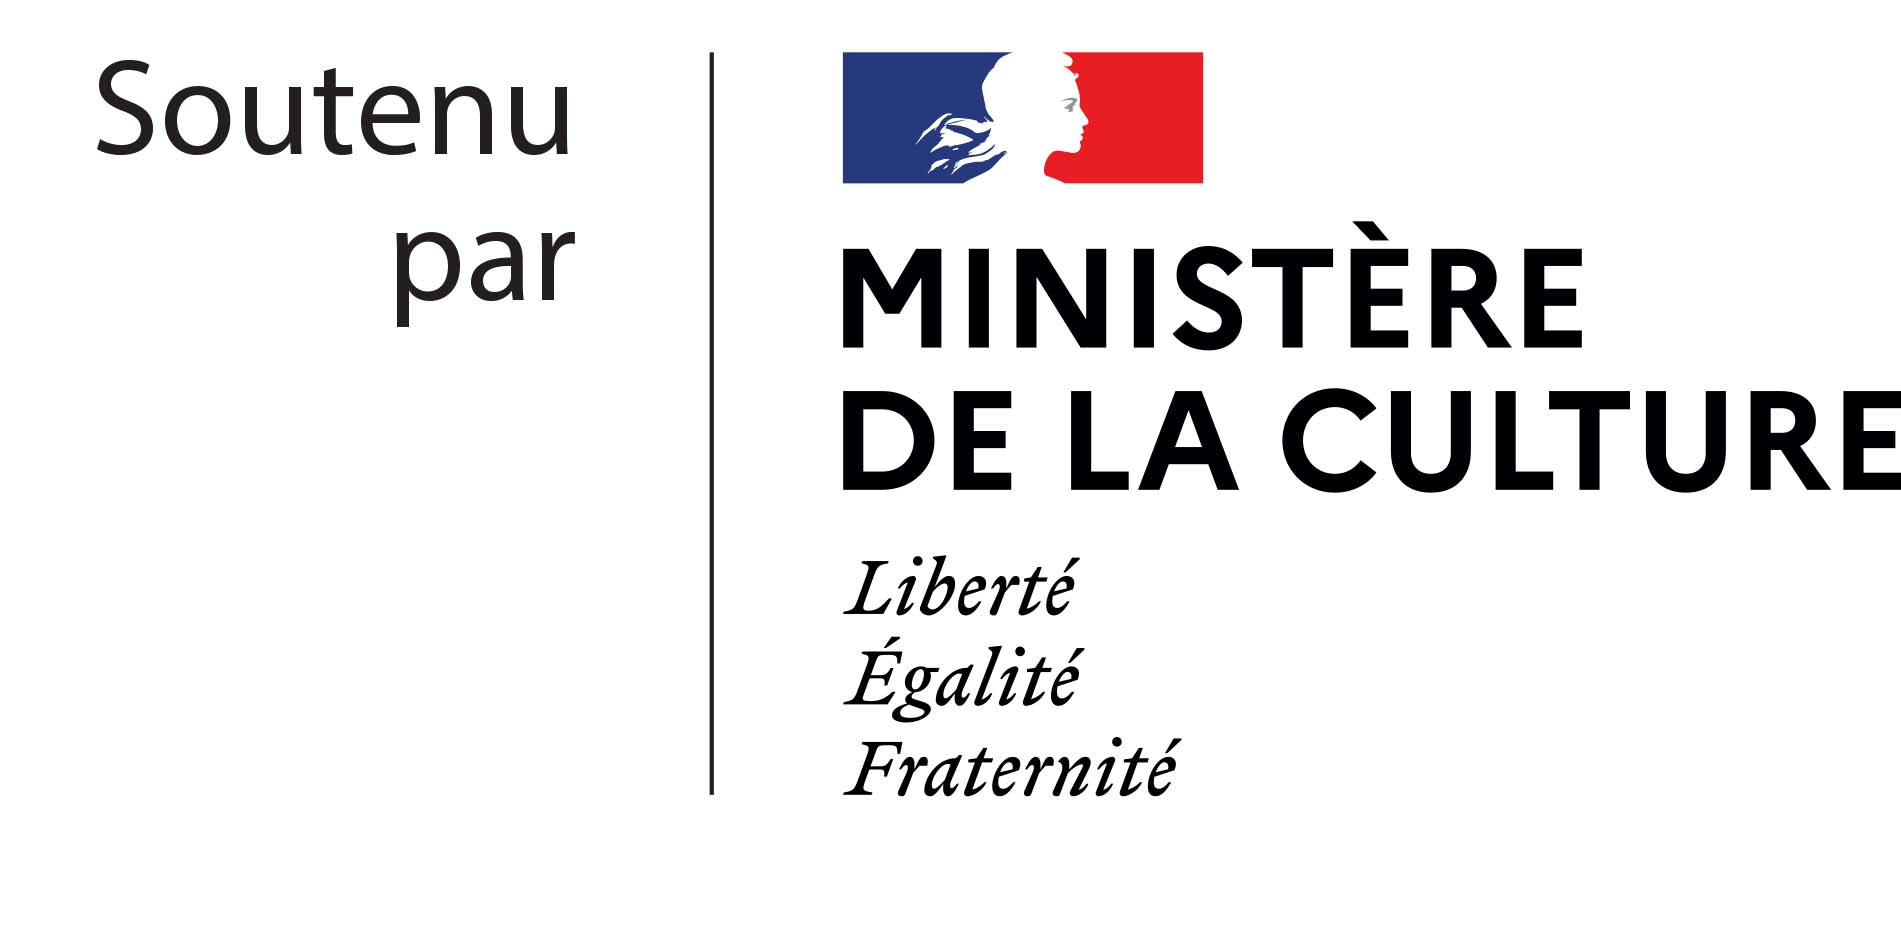 Soutenu
par
MINISTÈRE
DE LA CULTURE
Liberté
Égalité
Fraternité